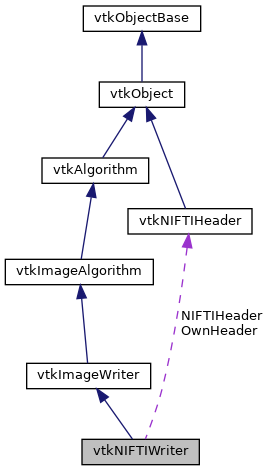 vtkObjectBase
vtkObject
vtkAlgorithm
vtkNIFTIHeader
vtkImageAlgorithm
NIFTIHeader
OwnHeader
vtkImageWriter
vtkNIFTIWriter